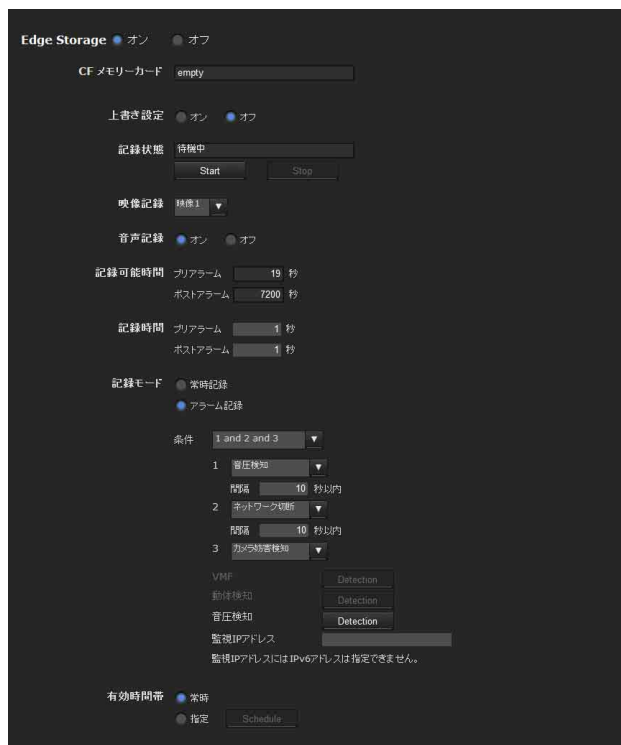 Edge Storage オン オフ
CF メモリーカード empty
上書き設定 オン オフ
記録状態 待機中
Start Stop
映像記録 映像1
音声記録 オン オフ
記録可能時間 プリアラーム 19 秒
ポストアラーム 7200 秒
記録時間 プリアラーム 1 秒
ポストアラーム 1 秒
記録モード 常時記録
アラーム記録
条件 1 and 2 and 3
1 音圧検知
間隔 10 秒以内
2 ネットワーク切断
間隔 10 秒以内
3 カメラ妨害検知
VMF Detection
動体検知 Detection
音圧検知 Detection
監視IPアドレス
監視IPアドレスにはIPv6アドレスは指定できません。
有効時間帯 常時
指定 Schedule